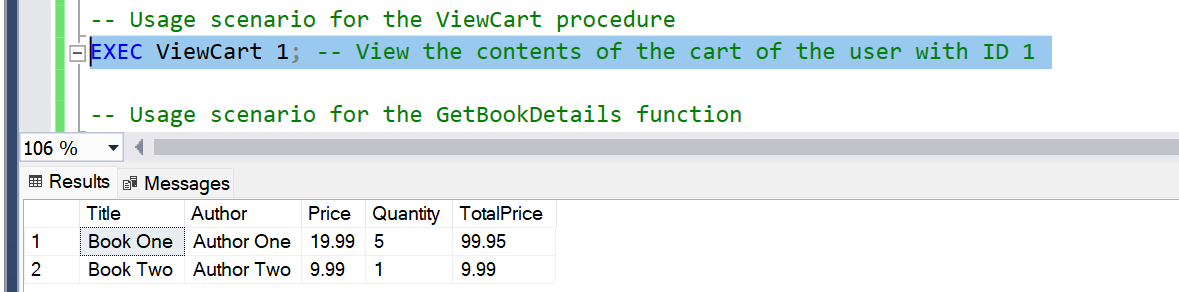 -- Usage scenario for the ViewCart procedure
EXEC ViewCart 1; -- View the contents of the cart of the user with ID 1
-- Usage scenario for the GetBookDetails function
106 %
Results Messages
Title Author Price Quantity TotalPrice
1 Book One Author One 19.99 5 99.95
2 Book Two Author Two 9.99 1 9.99